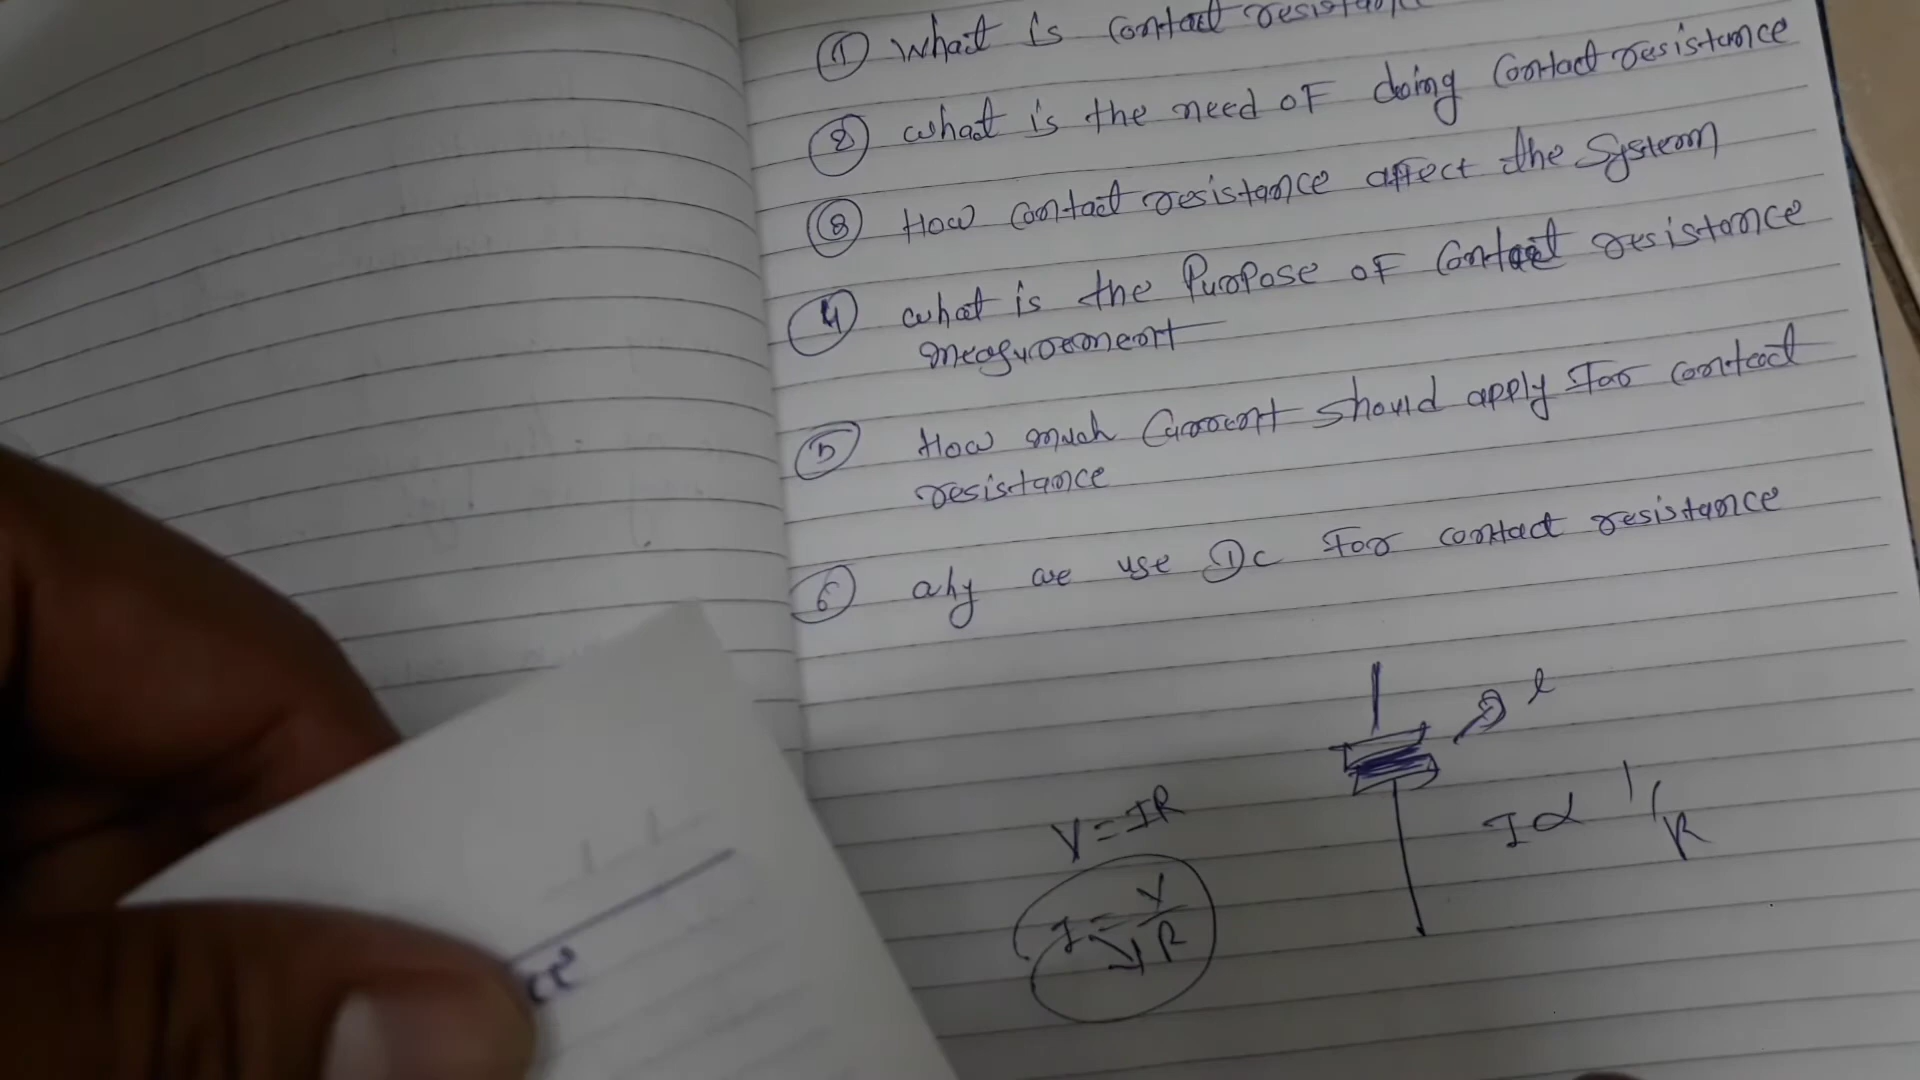 ① What is contact resistance
② what is the need of doing Contact resistance
③ How contact resistance affect the System
④ what is the Purpose of Contact resistance
measurement
⑤ How much Current should apply For contact
resistance
⑥ why we use Dc For contact resistance
V = IR
I = V/R
I ∝ 1/R